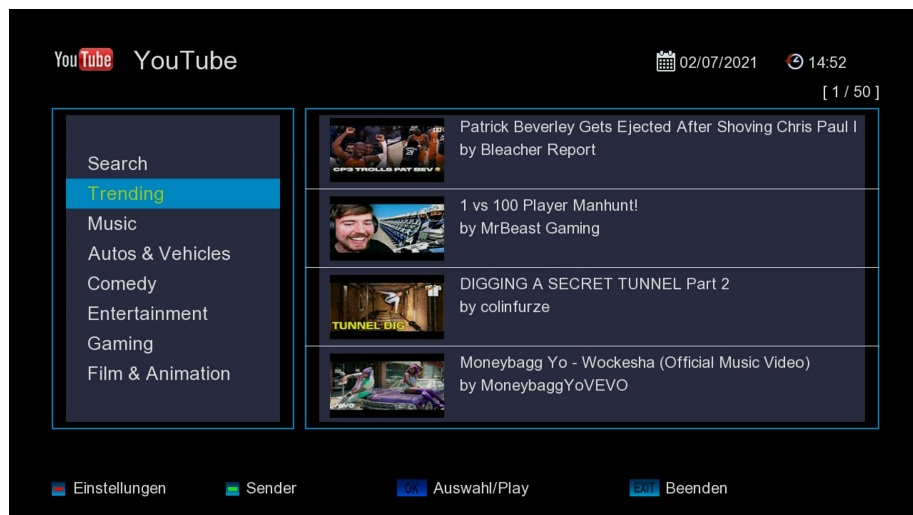 YouTube YouTube
02/07/2021 14:52
[ 1 / 50 ]
Search
Trending
Music
Autos & Vehicles
Comedy
Entertainment
Gaming
Film & Animation
CP3 TROLLS PAT BEV
Patrick Beverley Gets Ejected After Shoving Chris Paul I
by Bleacher Report
1 vs 100 Player Manhunt!
by MrBeast Gaming
TUNNEL DIG
DIGGING A SECRET TUNNEL Part 2
by colinfurze
vevo
Moneybagg Yo - Wockesha (Official Music Video)
by MoneybaggYoVEVO
Einstellungen
Sender
OK Auswahl/Play
EXIT Beenden